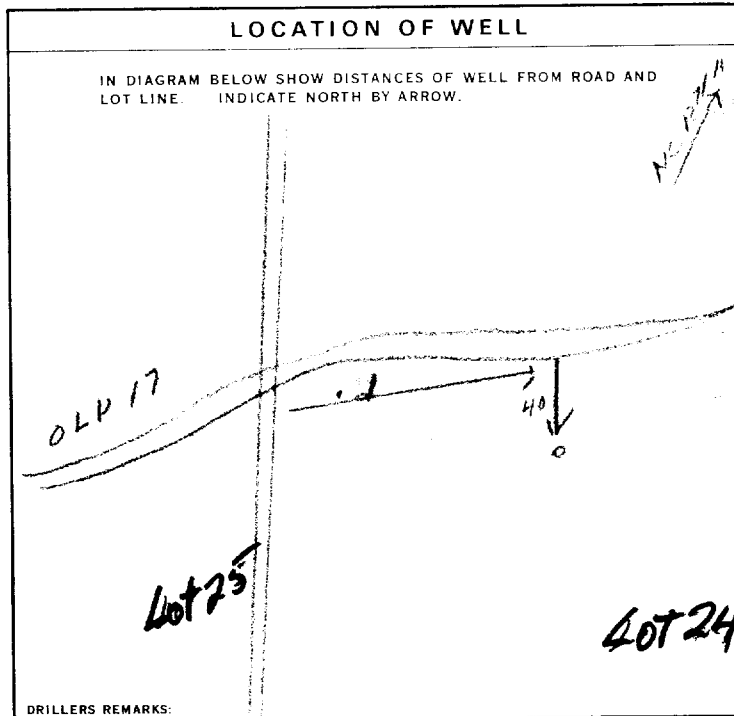 LOCATION OF WELL
IN DIAGRAM BELOW SHOW DISTANCES OF WELL FROM ROAD AND
LOT LINE. INDICATE NORTH BY ARROW.
OLD 17
40
Lot 25
Lot 24
DRILLERS REMARKS: